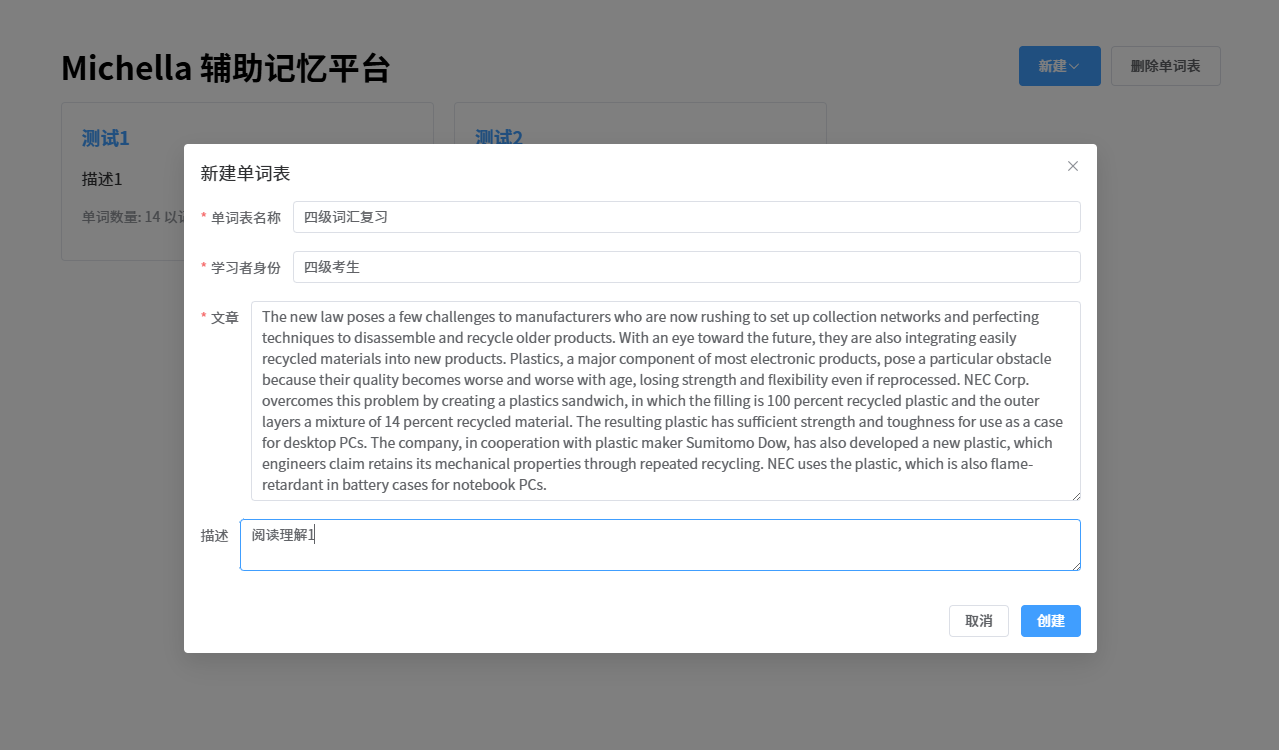 Michella 辅助记忆平台
新建
删除单词表
测试1
测试2
描述1
单词数量: 14 以
新建单词表
* 单词表名称
四级词汇复习
* 学习者身份
四级考生
* 文章
The new law poses a few challenges to manufacturers who are now rushing to set up collection networks and perfecting
techniques to disassemble and recycle older products. With an eye toward the future, they are also integrating easily
recycled materials into new products. Plastics, a major component of most electronic products, pose a particular obstacle
because their quality becomes worse and worse with age, losing strength and flexibility even if reprocessed. NEC Corp.
overcomes this problem by creating a plastics sandwich, in which the filling is 100 percent recycled plastic and the outer
layers a mixture of 14 percent recycled material. The resulting plastic has sufficient strength and toughness for use as a case
for desktop PCs. The company, in cooperation with plastic maker Sumitomo Dow, has also developed a new plastic, which
engineers claim retains its mechanical properties through repeated recycling. NEC uses the plastic, which is also flame-
retardant in battery cases for notebook PCs.
描述
阅读理解1
取消
创建